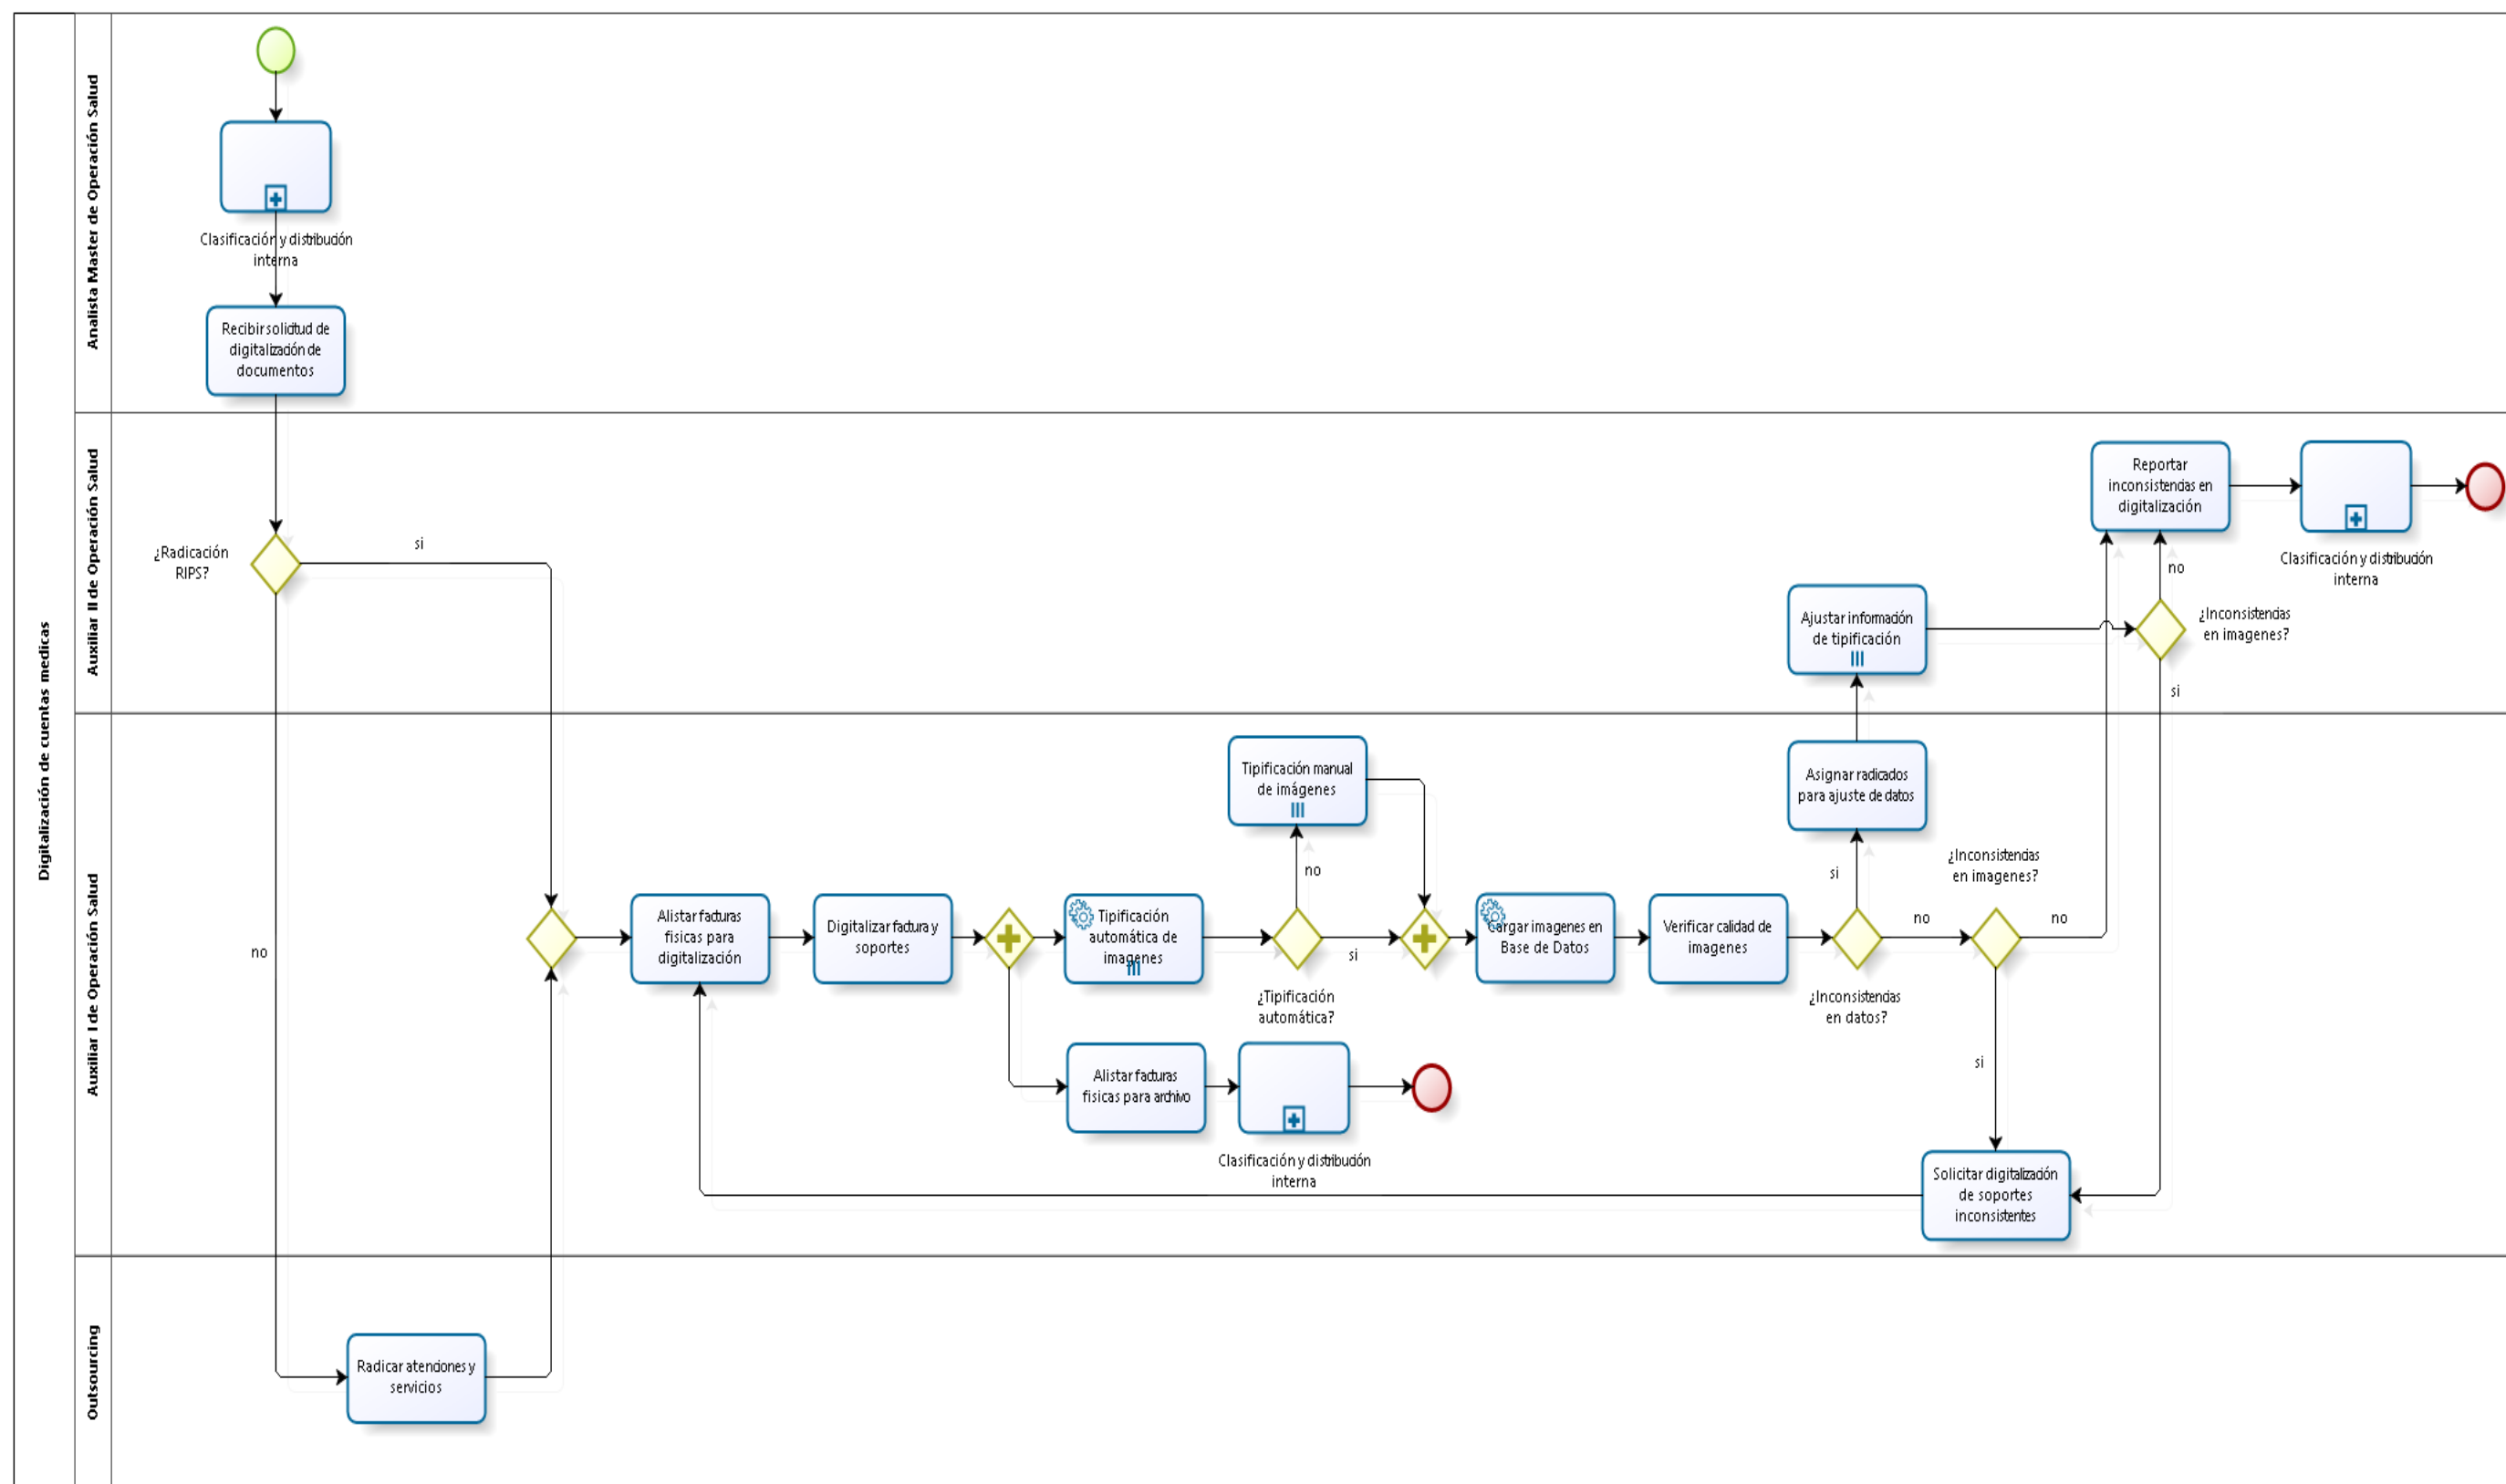 Digitalización de cuentas medicas
Analista Master de Operación Salud
Clasificación y distribución
interna
Recibir solicitud de
digitalización de
documentos
Auxiliar II de Operación Salud
¿Radicación
RIPS?
si
no
Reportar
inconsistencias en
digitalización
Clasificación y distribución
interna
Ajustar información
de tipificación
no
¿Inconsistencias
en imagenes?
si
Auxiliar I de Operación Salud
Alistar facturas
fisicas para
digitalización
Digitalizar factura y
soportes
Tipificación
automática de
imagenes
Tipificación manual
de imágenes
no
si
¿Tipificación
automática?
Alistar facturas
fisicas para archivo
Clasificación y distribución
interna
Cargar imagenes en
Base de Datos
Verificar calidad de
imagenes
Asignar radicados
para ajuste de datos
si
no
¿Inconsistencias
en datos?
¿Inconsistencias
en imagenes?
no
si
Solicitar digitalización
de soportes
inconsistentes
Outsourcing
Radicar atenciones y
servicios